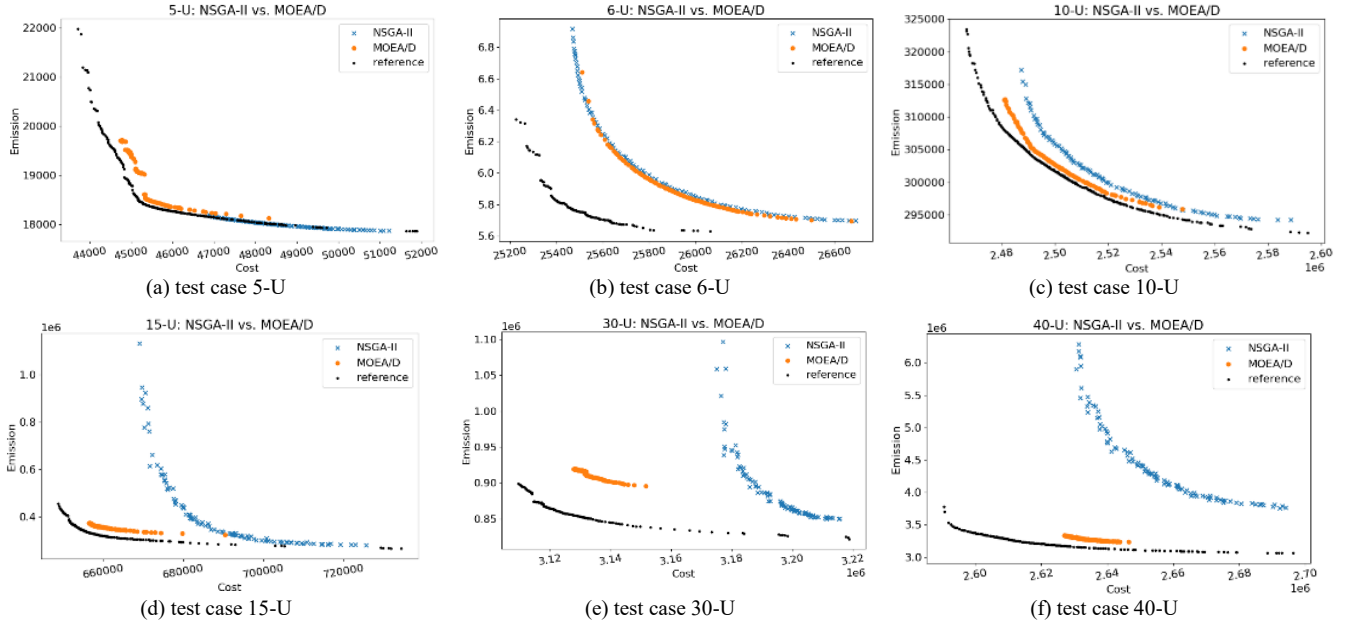 5-U: NSGA-II vs. MOEA/D
NSGA-II
MOEA/D
reference
22000
21000
20000
19000
18000
Emission
44000 45000 46000 47000 48000 49000 50000 51000 52000
Cost
(a) test case 5-U
6-U: NSGA-II vs. MOEA/D
NSGA-II
MOEA/D
reference
6.8
6.6
6.4
6.2
6.0
5.8
5.6
Emission
25200 25400 25600 25800 26000 26200 26400 26600
Cost
(b) test case 6-U
10-U: NSGA-II vs. MOEA/D
NSGA-II
MOEA/D
reference
325000
320000
315000
310000
305000
300000
295000
Emission
2.48 2.50 2.52 2.54 2.56 2.58 2.60
1e6
Cost
(c) test case 10-U
15-U: NSGA-II vs. MOEA/D
1e6
NSGA-II
MOEA/D
reference
1.0
0.8
0.6
0.4
Emission
660000 680000 700000 720000
Cost
(d) test case 15-U
30-U: NSGA-II vs. MOEA/D
1e6
NSGA-II
MOEA/D
reference
1.10
1.05
1.00
0.95
0.90
0.85
Emission
3.12 3.14 3.16 3.18 3.20 3.22
1e6
Cost
(e) test case 30-U
40-U: NSGA-II vs. MOEA/D
1e6
NSGA-II
MOEA/D
reference
6.0
5.5
5.0
4.5
4.0
3.5
3.0
Emission
2.60 2.62 2.64 2.66 2.68 2.70
1e6
Cost
(f) test case 40-U